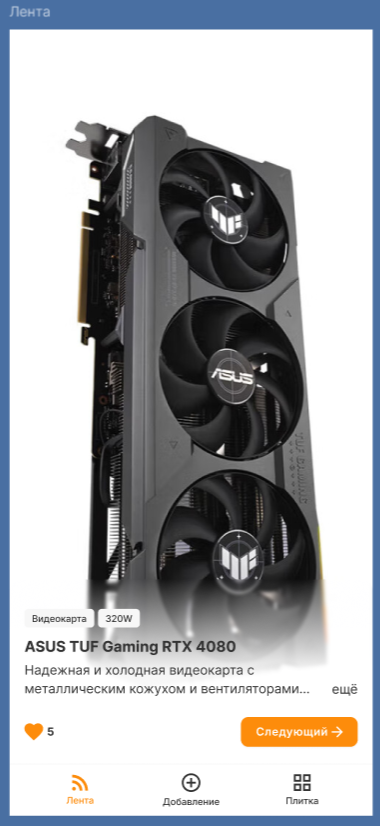 Лента
ASUS
Видеокарта 320W
ASUS TUF Gaming RTX 4080
Надежная и холодная видеокарта с
металлическим кожухом и вентиляторами... ещё
5 Следующий →
Лента Добавление Плитка